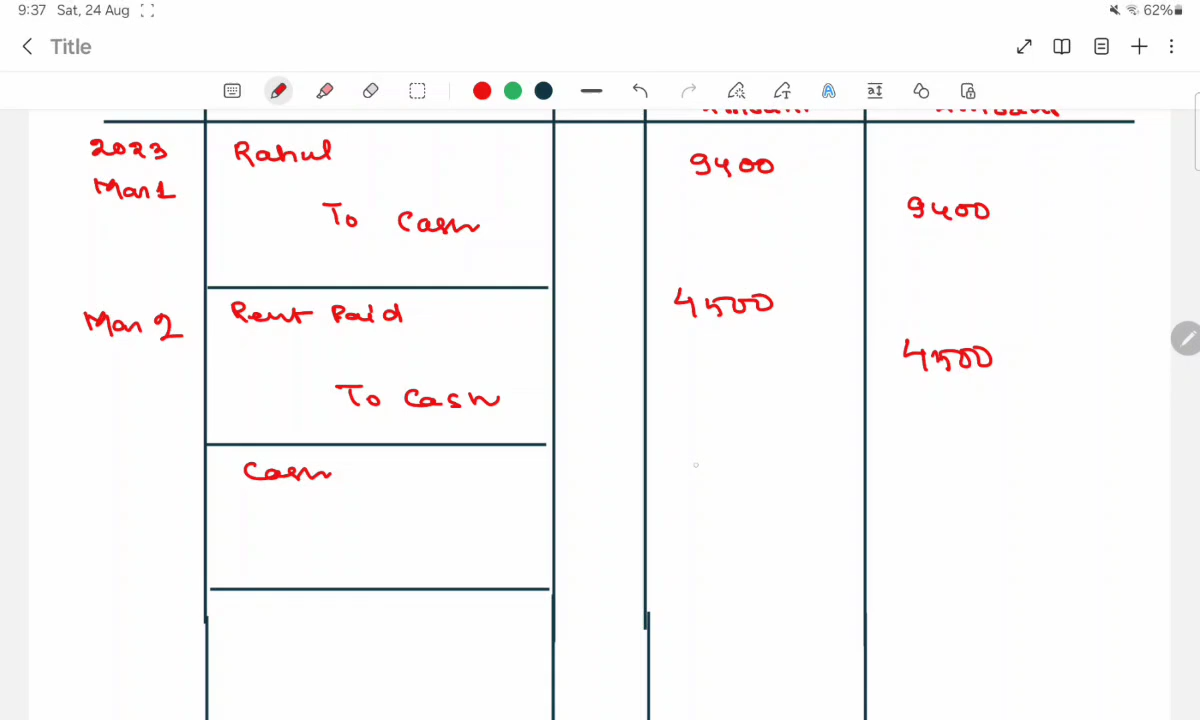 9:37 Sat, 24 Aug
62%
Title
2023 Rahul 9400
Mar 1 9400
To Cash
Mar 2 Rent Paid 4500
4500
To Cash
Cash